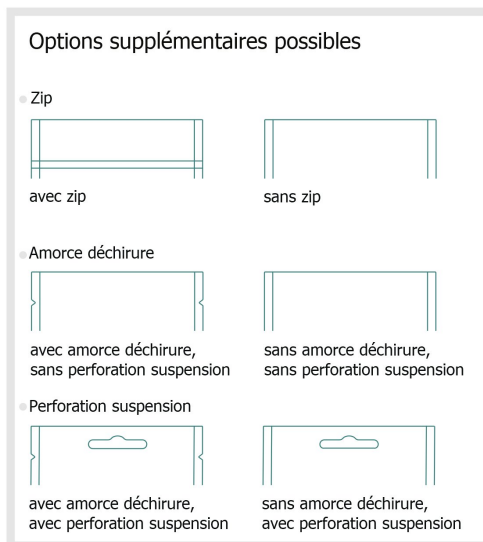 Options supplémentaires possibles
Zip
avec zip
sans zip
Amorce déchirure
avec amorce déchirure,
sans perforation suspension
sans amorce déchirure,
sans perforation suspension
Perforation suspension
avec amorce déchirure,
avec perforation suspension
sans amorce déchirure,
avec perforation suspension